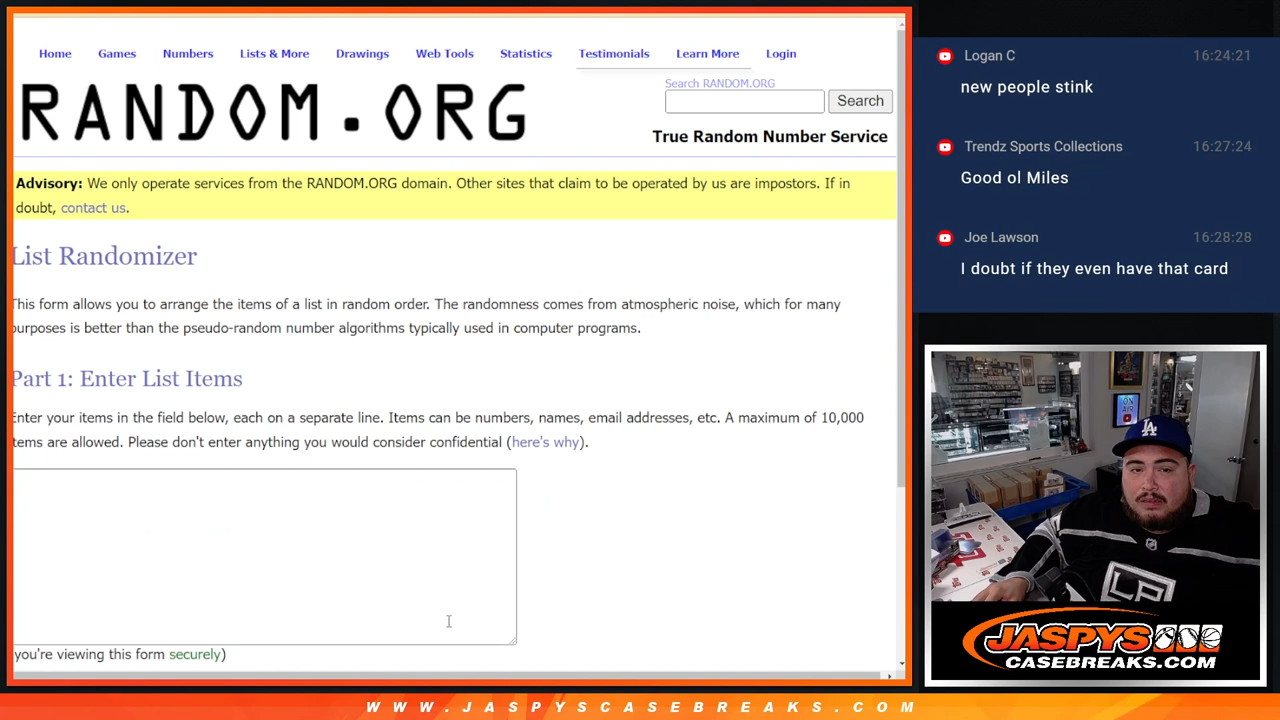 Home Games Numbers Lists & More Drawings Web Tools Statistics Testimonials Learn More Login
RANDOM.ORG
Search RANDOM.ORG
Search
True Random Number Service
Advisory: We only operate services from the RANDOM.ORG domain. Other sites that claim to be operated by us are impostors. If in
doubt, contact us.
List Randomizer
This form allows you to arrange the items of a list in random order. The randomness comes from atmospheric noise, which for many
purposes is better than the pseudo-random number algorithms typically used in computer programs.
Part 1: Enter List Items
Enter your items in the field below, each on a separate line. Items can be numbers, names, email addresses, etc. A maximum of 10,000
items are allowed. Please don't enter anything you would consider confidential (here's why).
you're viewing this form securely)
Logan C 16:24:21
new people stink
Trendz Sports Collections 16:27:24
Good ol Miles
Joe Lawson 16:28:28
I doubt if they even have that card
ON
AIR
LA
LA
JASPYS
CASEBREAKS.COM
WWW.JASPYSCASEBREAKS.COM